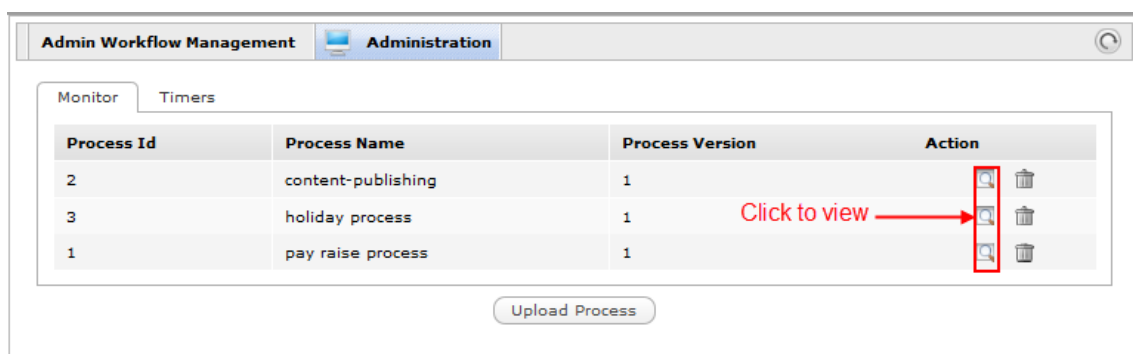 Admin Workflow Management Administration
Monitor Timers
Process Id Process Name Process Version Action
2 content-publishing 1
3 holiday process 1 Click to view
1 pay raise process 1
Upload Process